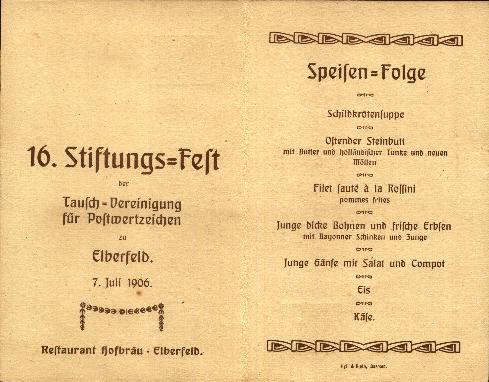 16. Stiftungs=Fest
der
Tausch-Vereinigung
für Postwertzeichen
zu
Elberfeld.
7. Juli 1906.
Restaurant Hofbräu - Elberfeld.
Speisen=Folge
Schildkrötensuppe
Ostender Steinbutt
mit Butter und holländischer Tunke und neuen
Möllen
Filet sauté à la Rossini
pommes frites
Junge dicke Bohnen und frische Erbsen
mit Bayonner Schinken und Zunge
Junge Gänse mit Salat und Compot
Eis
Käse.